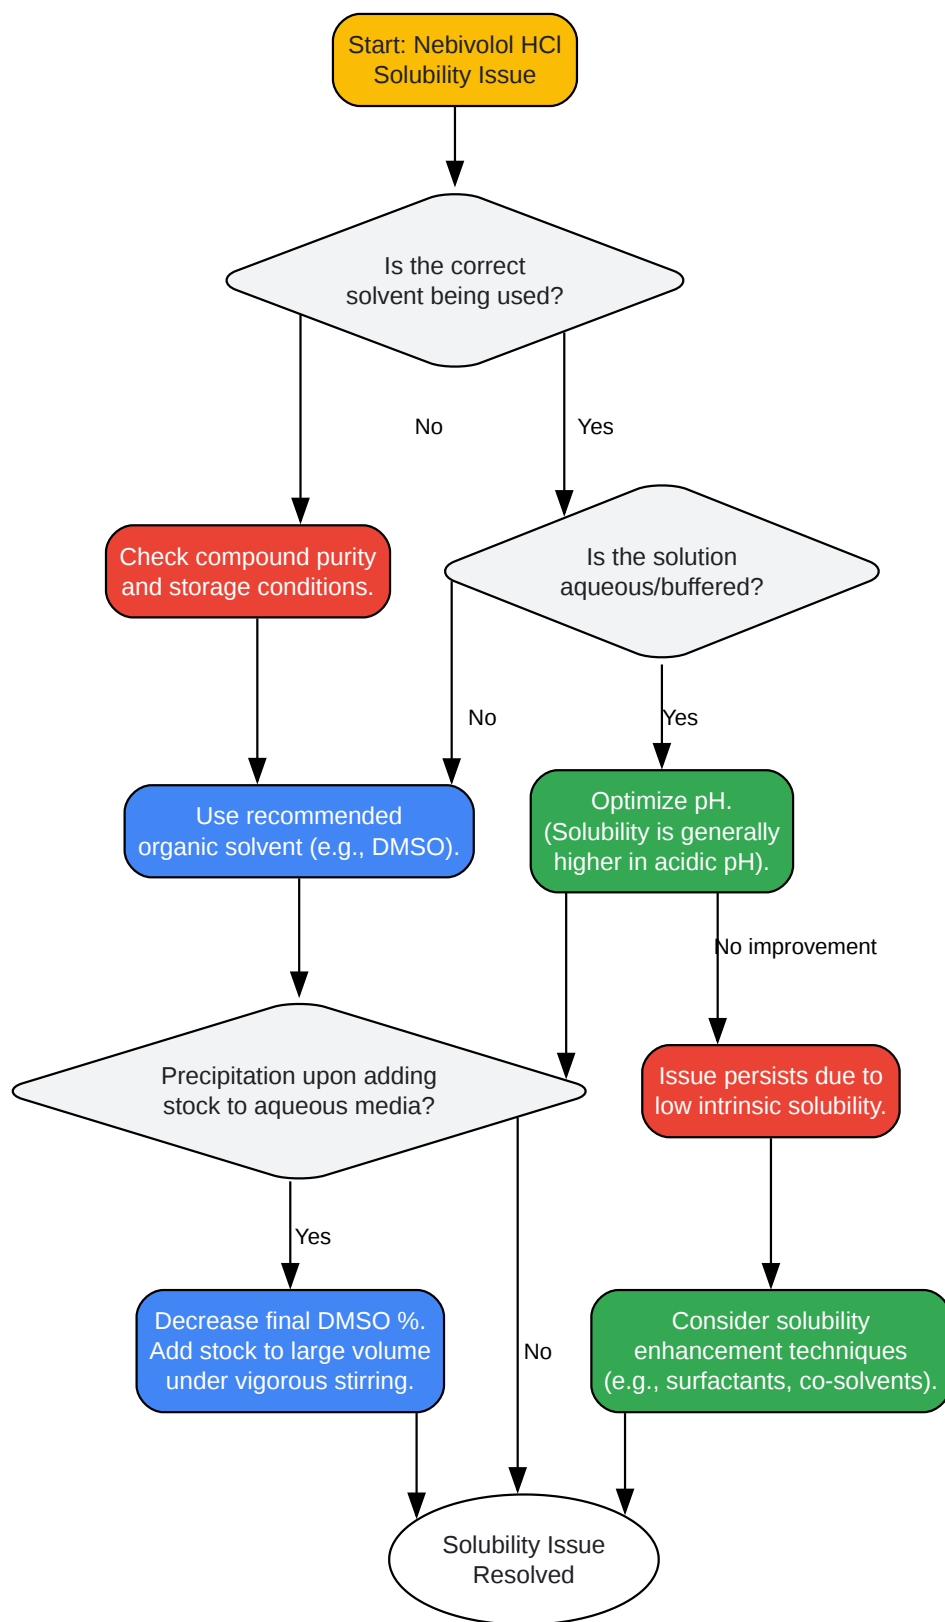 Start: Nebivolol HCl
Solubility Issue
Is the correct
solvent being used?
No
Yes
Check compound purity
and storage conditions.
Is the solution
aqueous/buffered?
No
Yes
Use recommended
organic solvent (e.g., DMSO).
Optimize pH.
(Solubility is generally
higher in acidic pH).
No improvement
Precipitation upon adding
stock to aqueous media?
Issue persists due to
low intrinsic solubility.
Yes
Decrease final DMSO %.
Add stock to large volume
under vigorous stirring.
No
Consider solubility
enhancement techniques
(e.g., surfactants, co-solvents).
Solubility Issue
Resolved